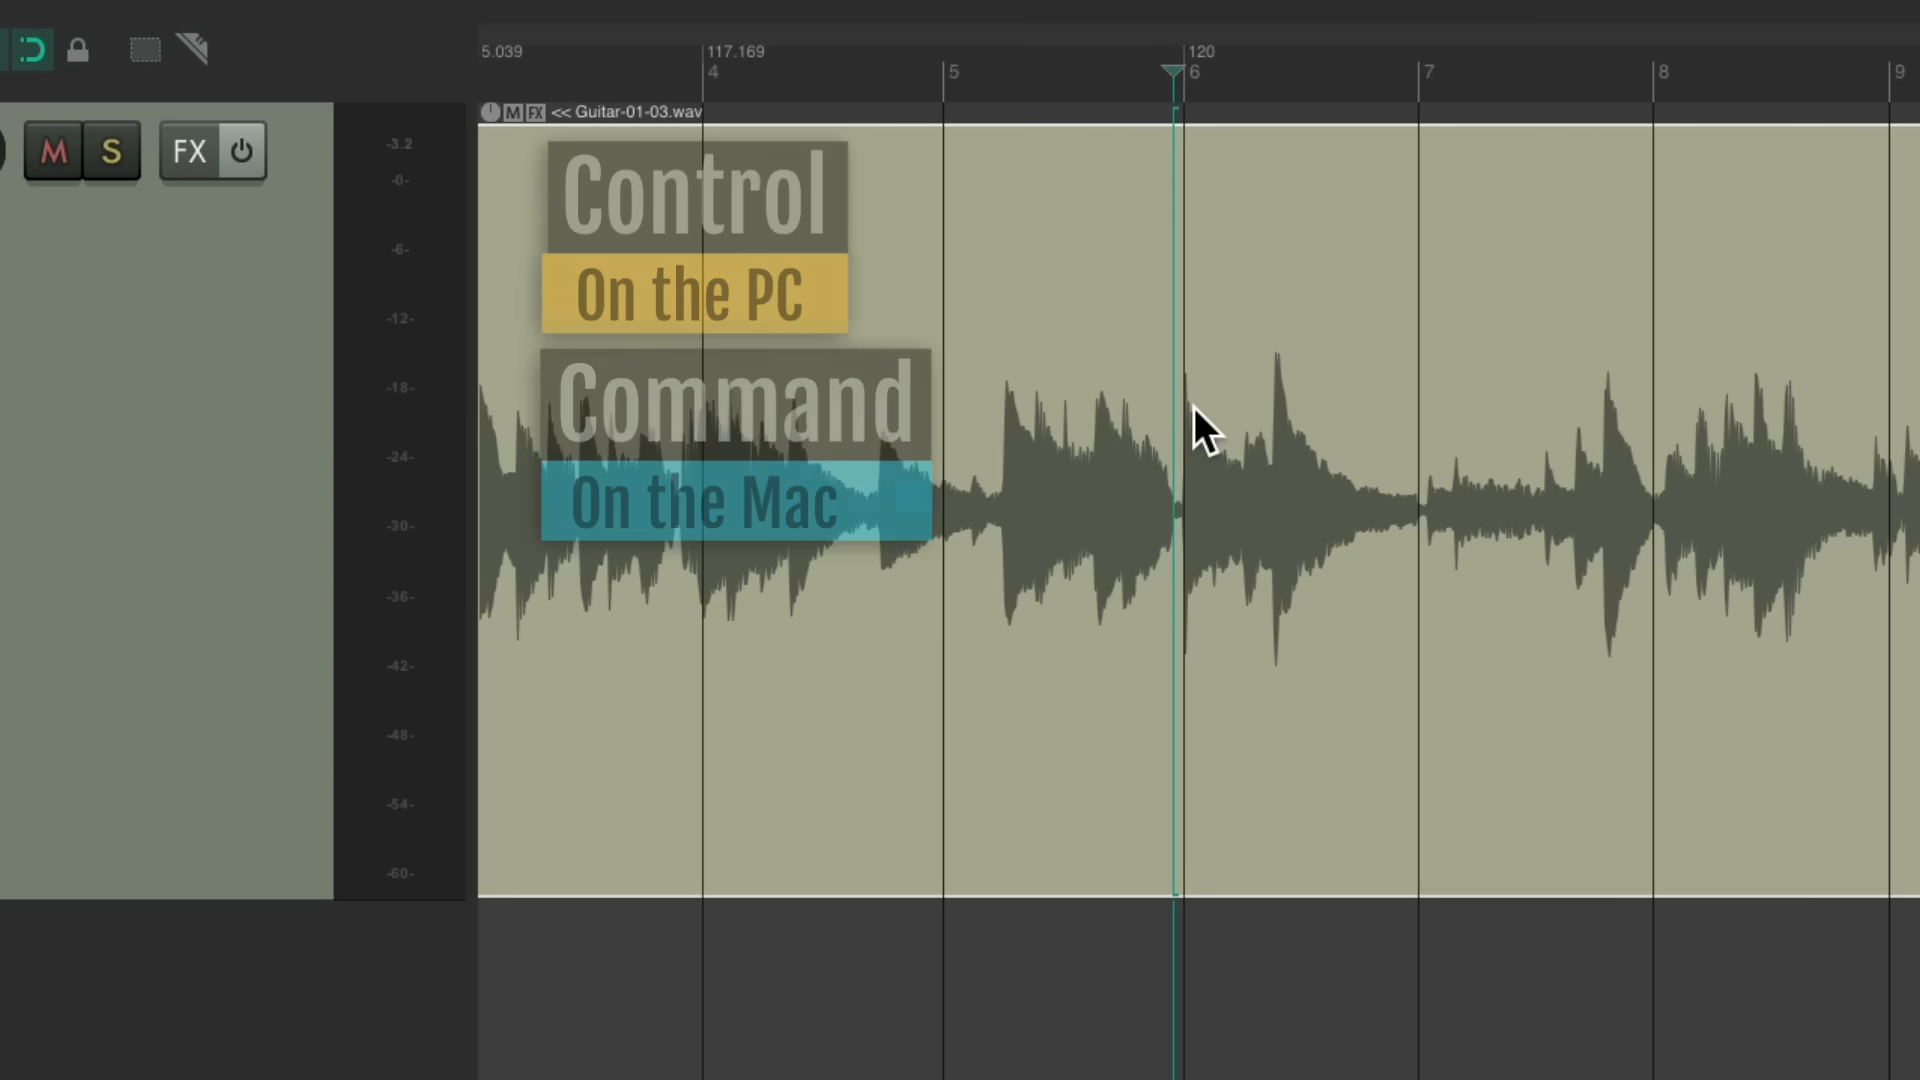 5.039 117.169 120
4 5 6 7 8 9
M FX << Guitar-01-03.wav
M S FX
-3.2
-0-
-6-
-12-
-18-
-24-
-30-
-36-
-42-
-48-
-54-
-60-
Control
On the PC
Command
On the Mac